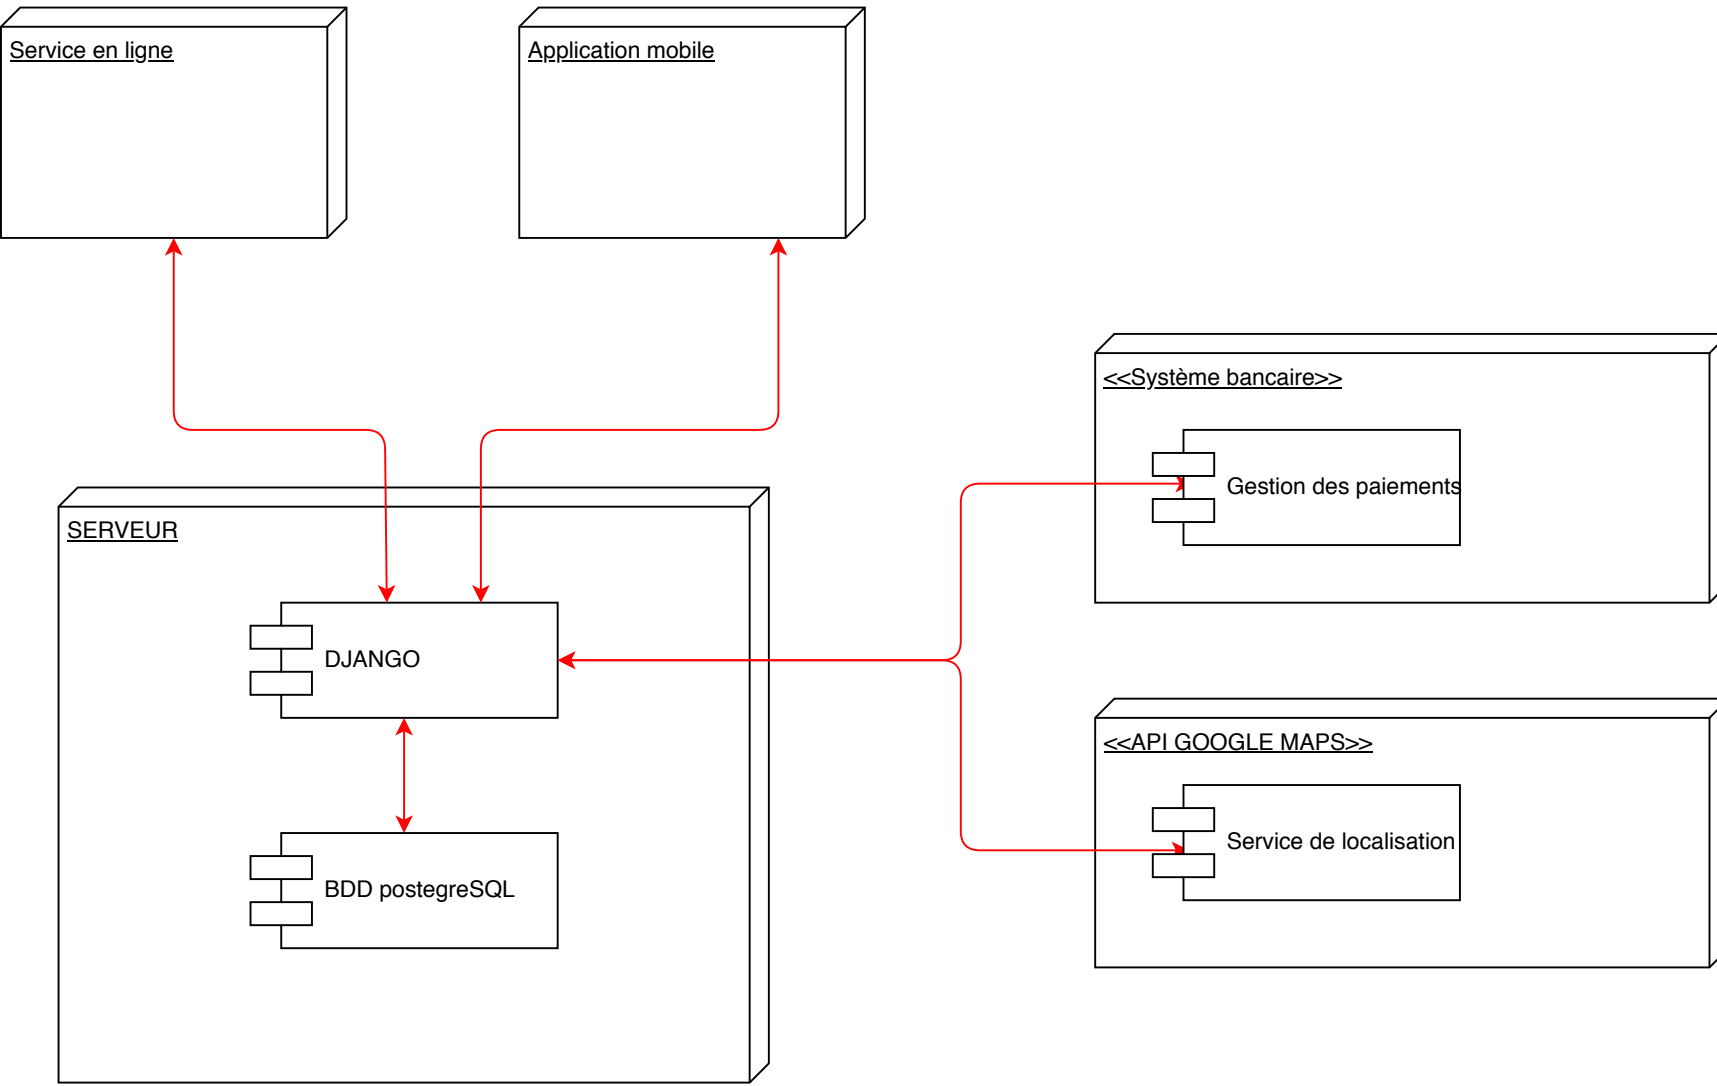 Service en ligne
Application mobile
<<Système bancaire>>
Gestion des paiements
SERVEUR
DJANGO
<<API GOOGLE MAPS>>
Service de localisation
BDD postegreSQL